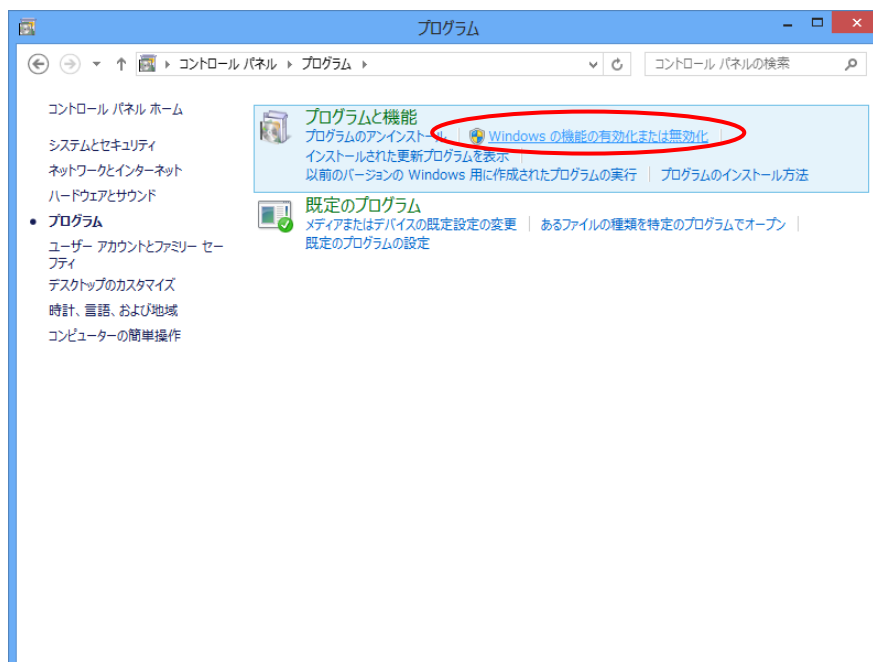 プログラム
コントロール パネル プログラム
コントロール パネルの検索
コントロール パネル ホーム
システムとセキュリティ
ネットワークとインターネット
ハードウェアとサウンド
プログラム
ユーザー アカウントとファミリー セー
フティ
デスクトップのカスタマイズ
時計、言語、および地域
コンピューターの簡単操作
プログラムと機能
プログラムのアンインストール Windows の機能の有効化または無効化
インストールされた更新プログラムを表示
以前のバージョンの Windows 用に作成されたプログラムの実行 プログラムのインストール方法
既定のプログラム
メディアまたはデバイスの既定設定の変更 あるファイルの種類を特定のプログラムでオープン
既定のプログラムの設定